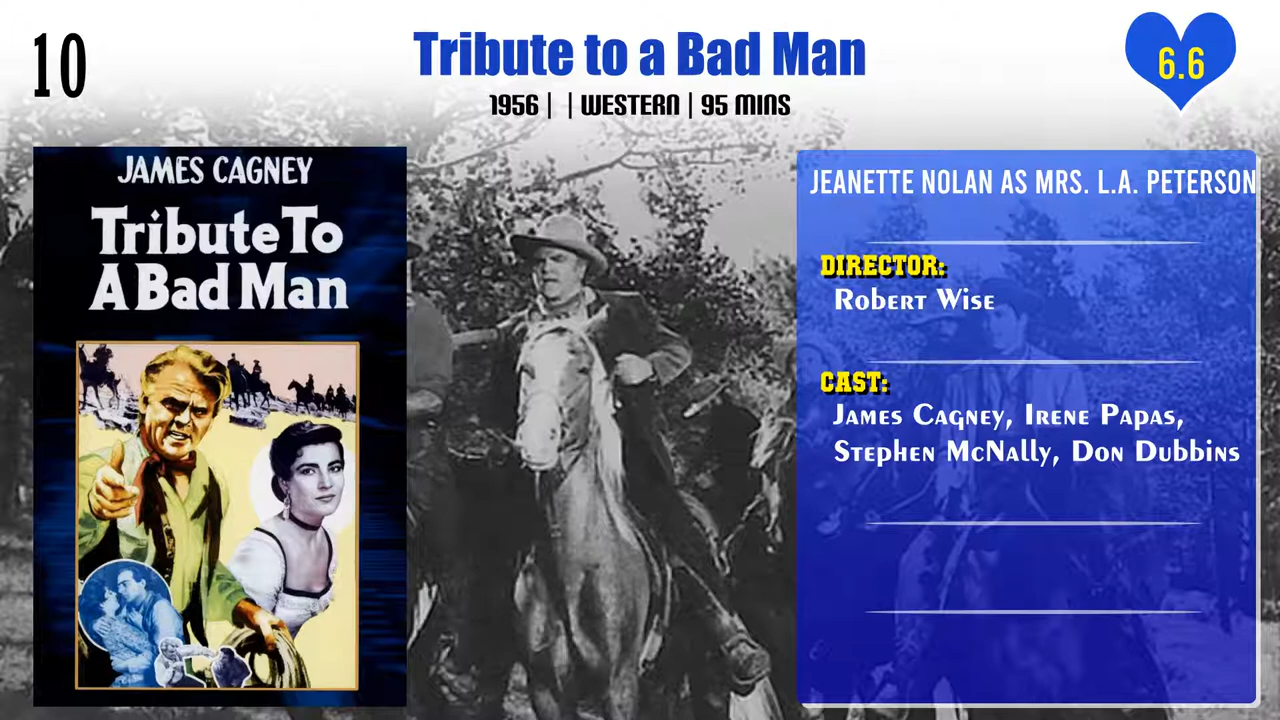 10
Tribute to a Bad Man
1956 | | WESTERN | 95 MINS
6.6
JAMES CAGNEY
Tribute To
A Bad Man
JEANETTE NOLAN AS MRS. L.A. PETERSON
DIRECTOR:
Robert Wise
CAST:
James Cagney, Irene Papas,
Stephen McNally, Don Dubbins